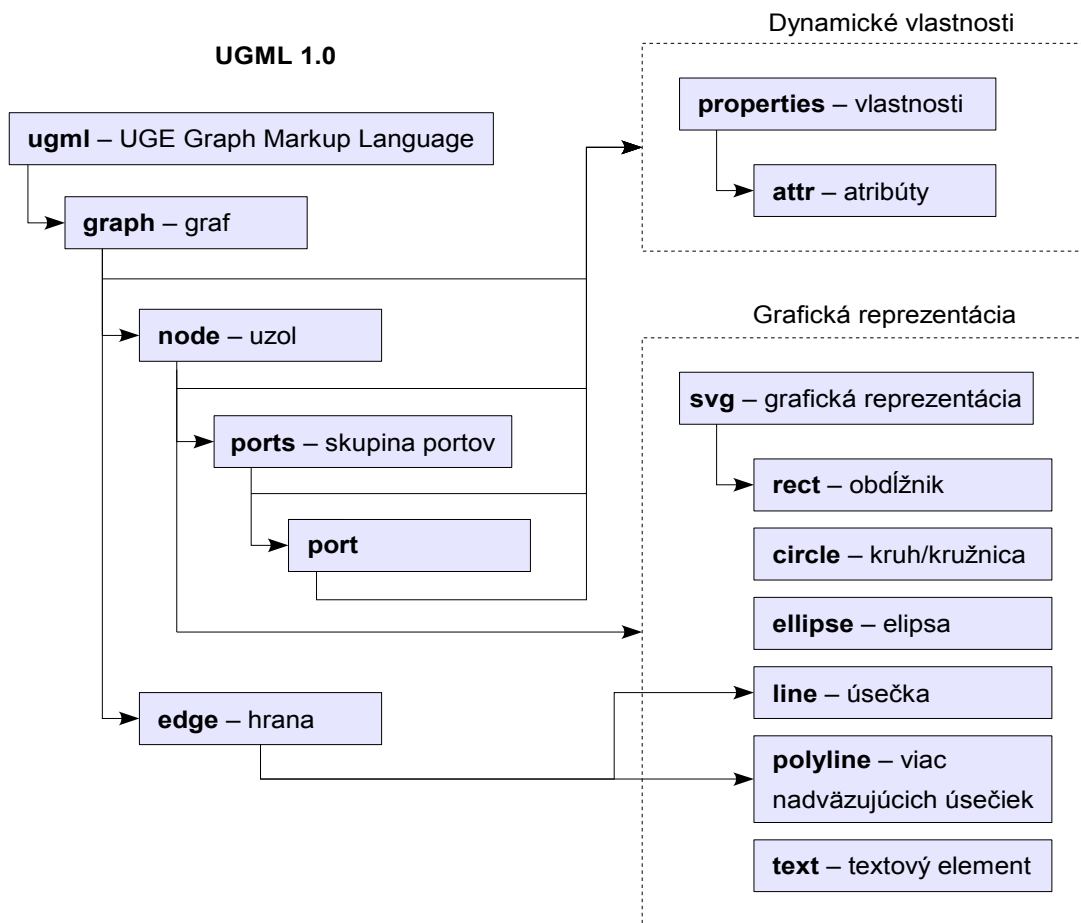 UGML 1.0
ugml – UGE Graph Markup Language
graph – graf
node – uzol
ports – skupina portov
port
edge – hrana
Dynamické vlastnosti
properties – vlastnosti
attr – atribúty
Grafická reprezentácia
svg – grafická reprezentácia
rect – obdĺžnik
circle – kruh/kružnica
ellipse – elipsa
line – úsečka
polyline – viac
nadväzujúcich úsečiek
text – textový element